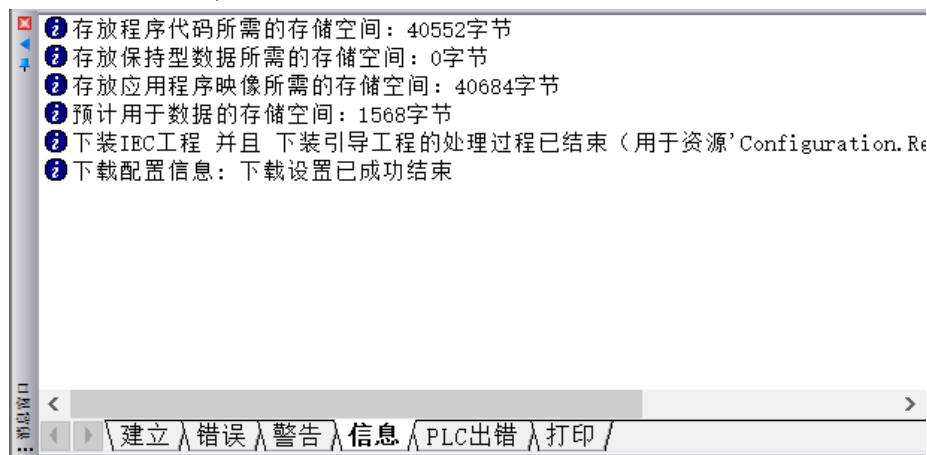 存放程序代码所需的存储空间：40552字节
存放保持型数据所需的存储空间：0字节
存放应用程序映像所需的存储空间：40684字节
预计用于数据的存储空间：1568字节
下装IEC工程 并且 下装引导工程的处理过程已结束（用于资源'Configuration.Re
下载配置信息：下载设置已成功结束
建立 错误 警告 信息 PLC出错 打印